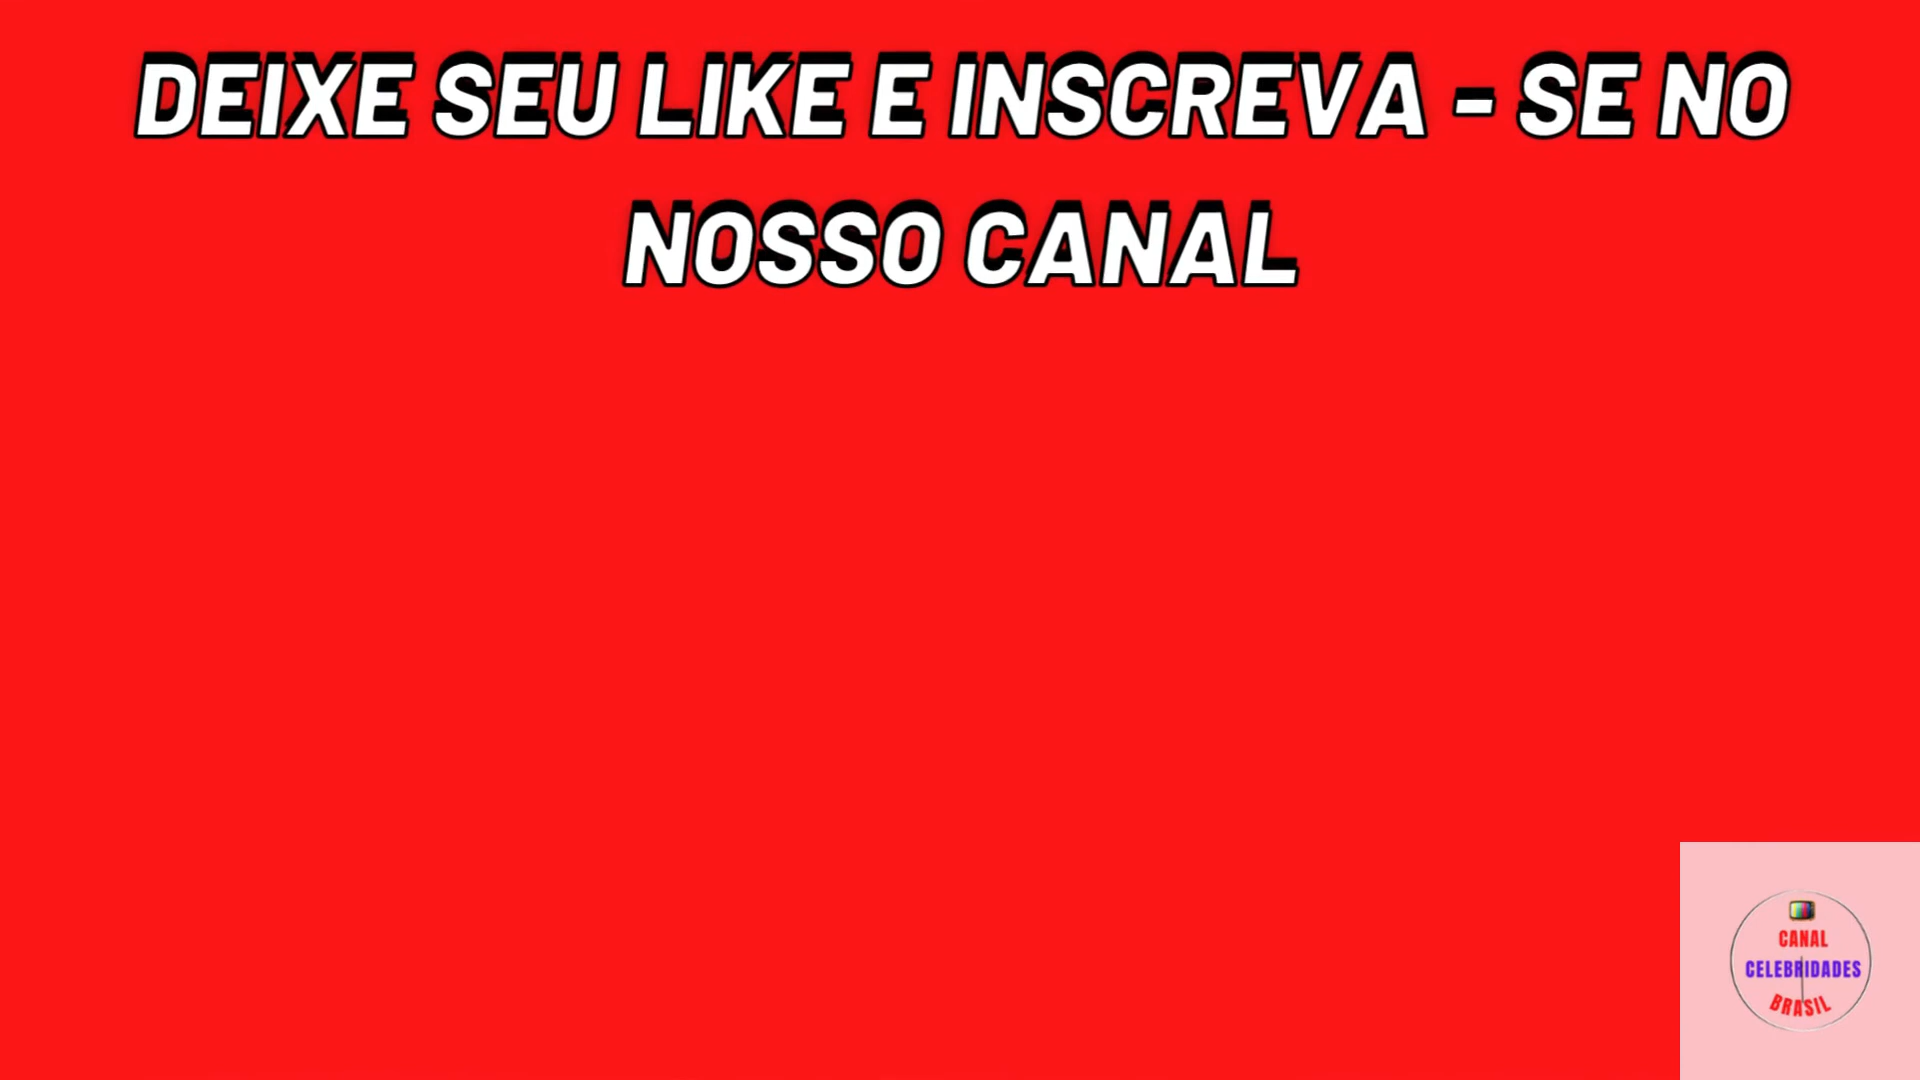 DEIXE SEU LIKE E INSCREVA - SE NO
NOSSO CANAL
CANAL
CELEBRIDADES
BRASIL